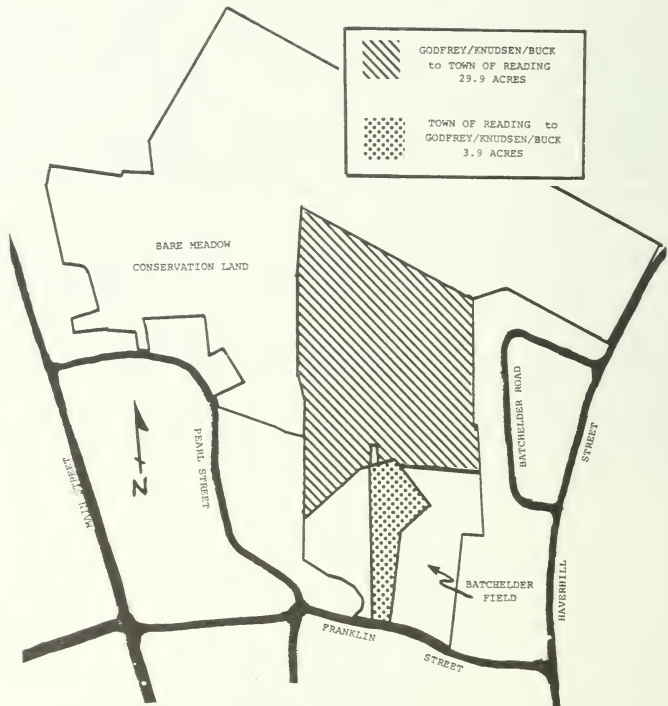 GODFREY/KNUDSEN/BUCK
to TOWN OF READING
29.9 ACRES
TOWN OF READING to
GODFREY/KNUDSEN/BUCK
3.9 ACRES
BARE MEADOW
CONSERVATION LAND
BATCHELDER ROAD
STREET
PEARL STREET
MAIN STREET
N
BATCHELDER
FIELD
HAVERHILL
FRANKLIN
STREET